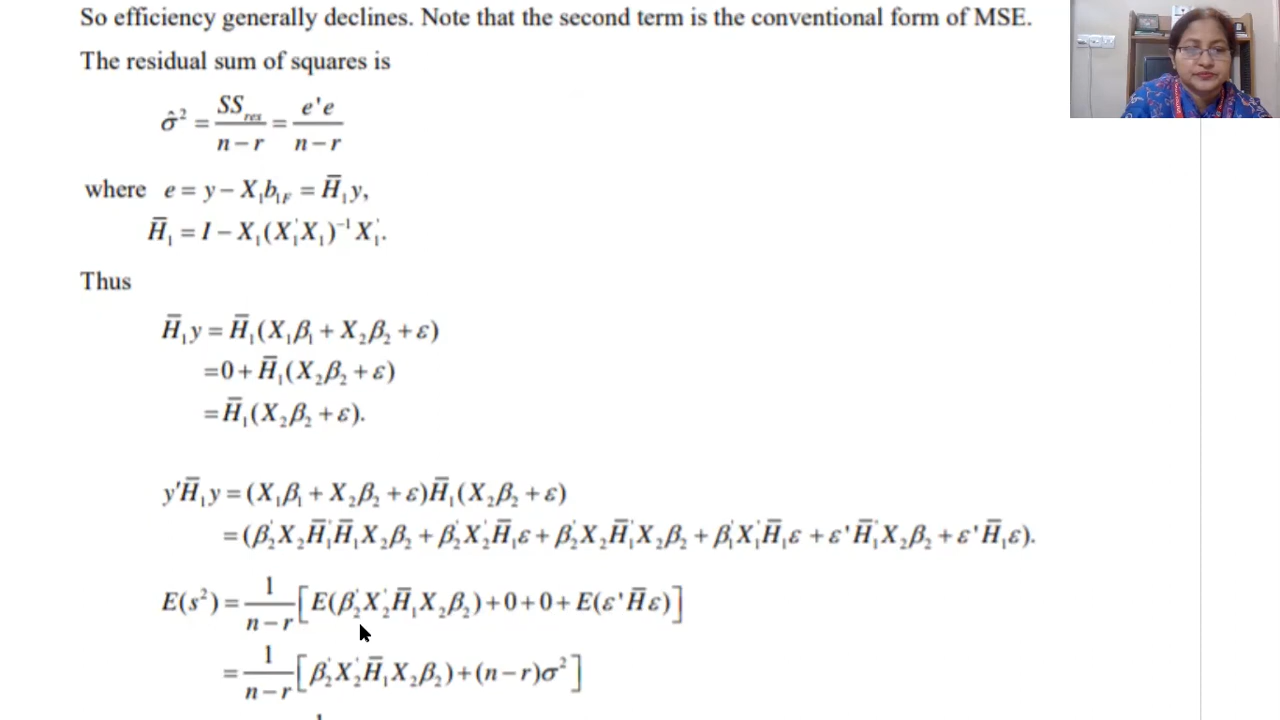 So efficiency generally declines. Note that the second term is the conventional form of MSE.
The residual sum of squares is
σ̂² = SS_res / (n − r) = e'e / (n − r)
where e = y − X₁b₁F = H̄₁y,
H̄₁ = I − X₁(X₁'X₁)⁻¹X₁'.
Thus
H̄₁y = H̄₁(X₁β₁ + X₂β₂ + ε)
=0 + H̄₁(X₂β₂ + ε)
= H̄₁(X₂β₂ + ε).
y'H̄₁y = (X₁β₁ + X₂β₂ + ε)H̄₁(X₂β₂ + ε)
= (β₂'X₂H̄₁'H̄₁X₂β₂ + β₂'X₂'H̄₁ε + β₂'X₂H̄₁'X₂β₂ + β₁'X₁'H̄₁ε + ε'H̄₁'X₂β₂ + ε'H̄₁ε).
E(s²) = 1/(n − r) [E(β₂'X₂'H̄₁X₂β₂) + 0 + 0 + E(ε'H̄ε)]
= 1/(n − r) [β₂'X₂'H̄₁X₂β₂) + (n − r)σ²]